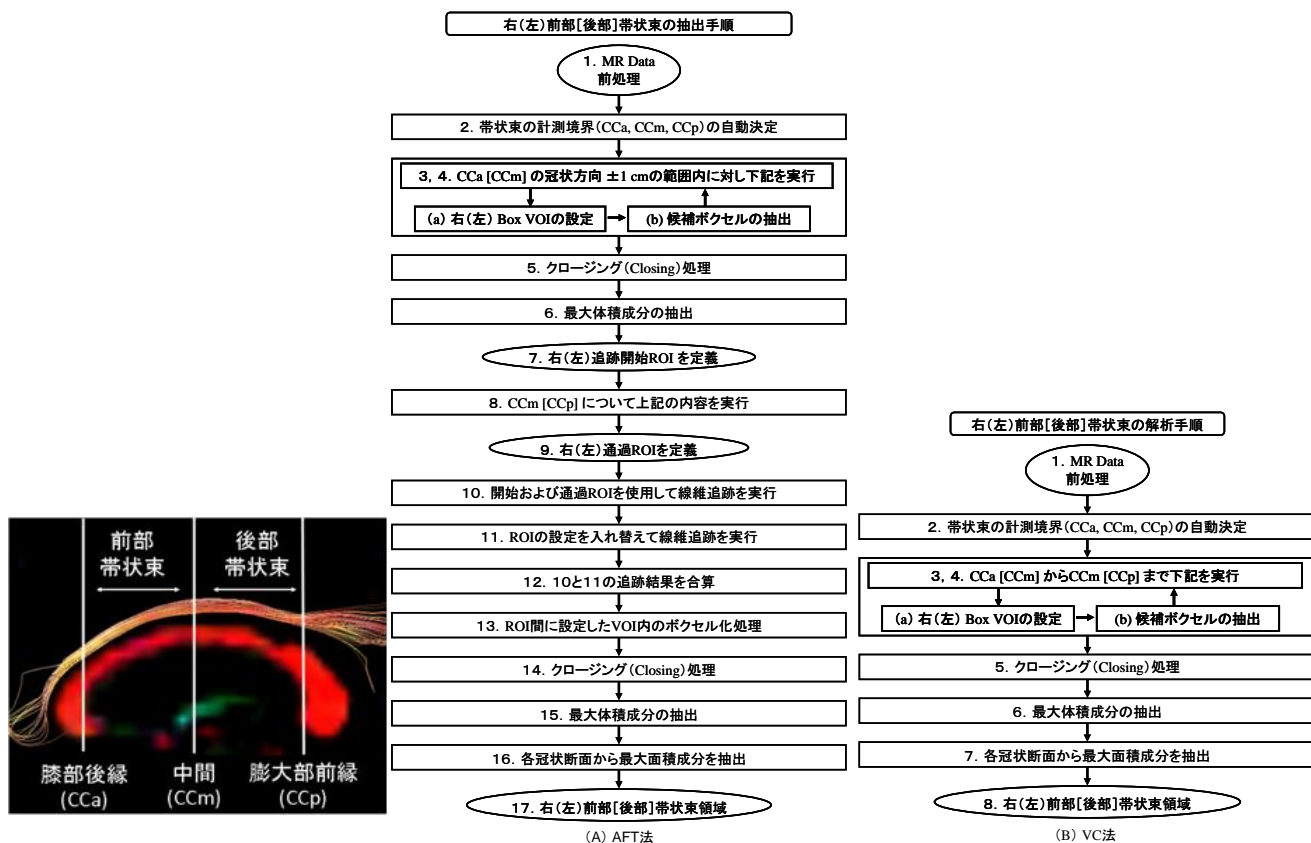 右(左)前部[後部]帯状束の抽出手順
1. MR Data
前処理
2. 帯状束の計測境界(CCa, CCm, CCp)の自動決定
3, 4. CCa [CCm] の冠状方向 ±1 cmの範囲内に対し下記を実行
(a) 右(左) Box VOIの設定
(b) 候補ボクセルの抽出
5. クロージング(Closing)処理
6. 最大体積成分の抽出
7. 右(左)追跡開始ROI を定義
8. CCm [CCp] について上記の内容を実行
9. 右(左)通過ROIを定義
10. 開始および通過ROIを使用して線維追跡を実行
11. ROIの設定を入れ替えて線維追跡を実行
12. 10と11の追跡結果を合算
13. ROI間に設定したVOI内のボクセル化処理
14. クロージング(Closing)処理
15. 最大体積成分の抽出
16. 各冠状断面から最大面積成分を抽出
17. 右(左)前部[後部]帯状束領域
(A) AFT法
前部
帯状束
後部
帯状束
膝部後縁
(CCa)
中間
(CCm)
膨大部前縁
(CCp)
右(左)前部[後部]帯状束の解析手順
1. MR Data
前処理
2. 帯状束の計測境界(CCa, CCm, CCp)の自動決定
3, 4. CCa [CCm] からCCm [CCp] まで下記を実行
(a) 右(左) Box VOIの設定
(b) 候補ボクセルの抽出
5. クロージング(Closing)処理
6. 最大体積成分の抽出
7. 各冠状断面から最大面積成分を抽出
8. 右(左)前部[後部]帯状束領域
(B) VC法